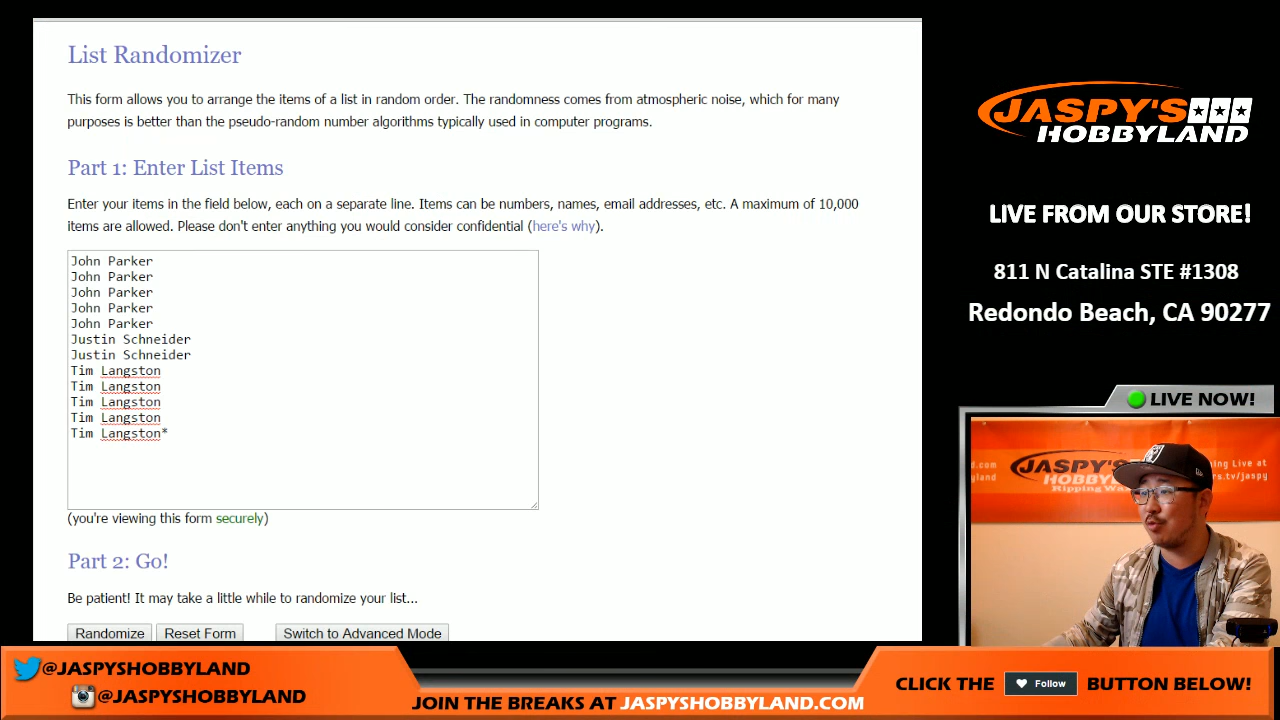 List Randomizer
This form allows you to arrange the items of a list in random order. The randomness comes from atmospheric noise, which for many
purposes is better than the pseudo-random number algorithms typically used in computer programs.
Part 1: Enter List Items
Enter your items in the field below, each on a separate line. Items can be numbers, names, email addresses, etc. A maximum of 10,000
items are allowed. Please don't enter anything you would consider confidential (here's why).
John Parker
John Parker
John Parker
John Parker
John Parker
Justin Schneider
Justin Schneider
Tim Langston
Tim Langston
Tim Langston
Tim Langston
Tim Langston*
(you're viewing this form securely)
Part 2: Go!
Be patient! It may take a little while to randomize your list...
Randomize Reset Form Switch to Advanced Mode
JASPY'S
HOBBYLAND
LIVE FROM OUR STORE!
811 N Catalina STE #1308
Redondo Beach, CA 90277
LIVE NOW!
JASPY'S
HOBBY
Ripping Wa
@JASPYSHOBBYLAND
@JASPYSHOBBYLAND
JOIN THE BREAKS AT JASPYSHOBBYLAND.COM
CLICK THE Follow BUTTON BELOW!